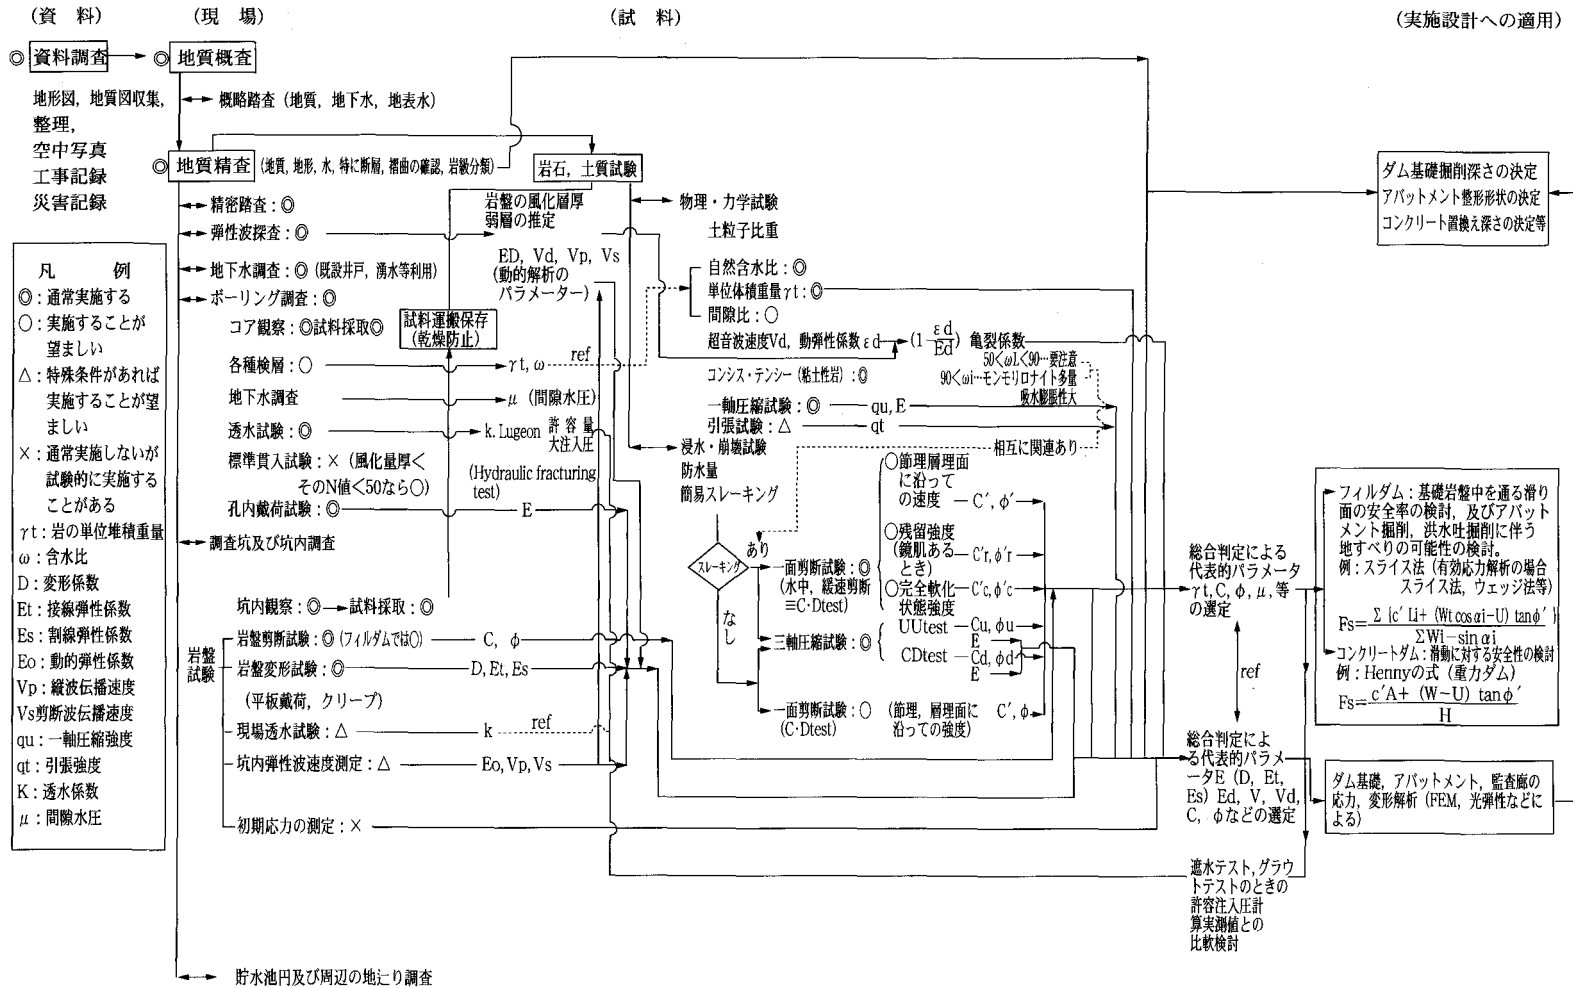 (資 料)
(現 場)
(試 料)
(実施設計への適用)
◎ 資料調査
◎ 地質概査
地形図, 地質図収集,
整理,
空中写真
工事記録
災害記録
概略踏査 (地質, 地下水, 地表水)
◎ 地質精査 (地質, 地形, 水, 特に断層, 褶曲の確認, 岩級分類)
岩石, 土質試験
凡 例
◎:通常実施する
○:実施することが
望ましい
△:特殊条件があれば
実施することが望
ましい
×:通常実施しないが
試験的に実施する
ことがある
γt:岩の単位堆積重量
ω:含水比
D:変形係数
Et:接線弾性係数
Es:割線弾性係数
Eo:動的弾性係数
Vp:縦波伝播速度
Vs剪断波伝播速度
qu:一軸圧縮強度
qt:引張強度
K:透水係数
μ:間隙水圧
精密踏査:◎
弾性波探査:◎
岩盤の風化層厚
弱層の推定
ED, Vd, Vp, Vs
(動的解析の
パラメーター)
地下水調査:◎ (既設井戸, 湧水等利用)
ボーリング調査:◎
コア観察:◎試料採取◎
試料運搬保存
(乾燥防止)
各種検層:○
γt, ω
ref
地下水調査
μ (間隙水圧)
透水試験:◎
k. Lugeon
許容量
大注入圧
標準貫入試験:× (風化量厚<
そのN値<50なら○)
(Hydraulic fracturing
test)
孔内戴荷試験:◎
E
調査坑及び坑内調査
坑内観察:◎
試料採取:◎
岩盤
試験
岩盤剪断試験:◎ (フィルダムでは○)
C, φ
岩盤変形試験:◎
D, Et, Es
(平板戴荷, クリープ)
現場透水試験:△
k
ref
坑内弾性波速度測定:△
Eo, Vp, Vs
初期応力の測定:×
貯水池円及び周辺の地辷り調査
物理・力学試験
土粒子比重
自然含水比:◎
単位体積重量γt:◎
間隙比:○
超音波速度Vd, 動弾性係数εd
(1-εd/Ed) 亀裂係数
コンシス・テンシー (粘土性岩):◎
50<ωL<90…要注意
90<ωi…モンモリロナイト多量
吸水膨脹性大
一軸圧縮試験:◎
qu, E
引張試験:△
qt
浸水・崩壊試験
相互に関連あり
防水量
簡易スレーキング
スレーキング
あり
なし
一面剪断試験:◎
(水中, 緩速剪断
≡C・Dtest)
○節理層理面
に沿って
の速度
C′, φ′
○残留強度
(鏡肌ある
とき)
C′r, φ′r
○完全軟化
状態強度
C′c, φ′c
三軸圧縮試験:◎
UUtest
Cu, φu
E
CDtest
Cd, φd
E
一面剪断試験:○
(C・Dtest)
(節理, 層理面に
沿っての強度)
C′, φ
ダム基礎掘削深さの決定
アバットメント整形形状の決定
コンクリート置換え深さの決定等
総合判定による
代表的パラメータ
γt, C, φ, μ, 等
の選定
ref
総合判定によ
る代表的パラメ
ータE (D, Et,
Es) Ed, V, Vd,
C, φなどの選定
フィルダム:基礎岩盤中を通る滑り
面の安全率の検討, 及びアバット
メント掘削, 洪水吐掘削に伴う
地すべりの可能性の検討。
例:スライス法 (有効応力解析の場合
スライス法, ウェッジ法等)
Fs=Σ{c′Li+(Wt cosαi-U) tanφ′}/ΣWi-sinαi
コンクリートダム:滑動に対する安全性の検討
例:Hennyの式 (重力ダム)
Fs=c′A+(W-U) tanφ′/H
ダム基礎, アバットメント, 監査廊の
応力, 変形解析 (FEM, 光弾性などに
よる)
遮水テスト, グラウ
トテストのときの
許容注入圧計
算実測値との
比較検討